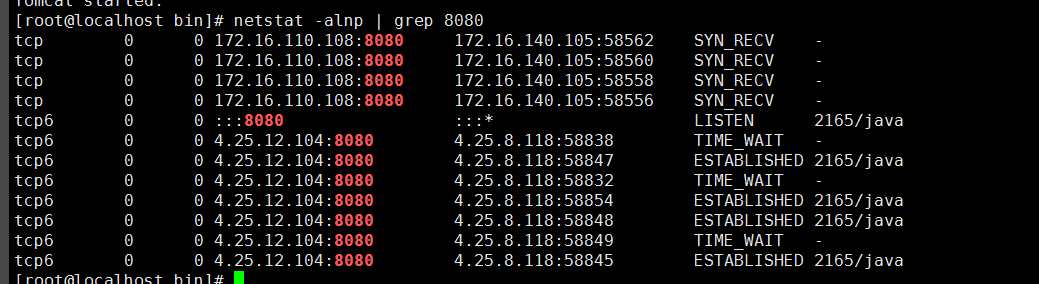 Tomcat started.
[root@localhost bin]# netstat -alnp | grep 8080
tcp 0 0 172.16.110.108:8080 172.16.140.105:58562 SYN_RECV -
tcp 0 0 172.16.110.108:8080 172.16.140.105:58560 SYN_RECV -
tcp 0 0 172.16.110.108:8080 172.16.140.105:58558 SYN_RECV -
tcp 0 0 172.16.110.108:8080 172.16.140.105:58556 SYN_RECV -
tcp6 0 0 :::8080 :::* LISTEN 2165/java
tcp6 0 0 4.25.12.104:8080 4.25.8.118:58838 TIME_WAIT -
tcp6 0 0 4.25.12.104:8080 4.25.8.118:58847 ESTABLISHED 2165/java
tcp6 0 0 4.25.12.104:8080 4.25.8.118:58832 TIME_WAIT -
tcp6 0 0 4.25.12.104:8080 4.25.8.118:58854 ESTABLISHED 2165/java
tcp6 0 0 4.25.12.104:8080 4.25.8.118:58848 ESTABLISHED 2165/java
tcp6 0 0 4.25.12.104:8080 4.25.8.118:58849 TIME_WAIT -
tcp6 0 0 4.25.12.104:8080 4.25.8.118:58845 ESTABLISHED 2165/java
[root@localhost bin]#